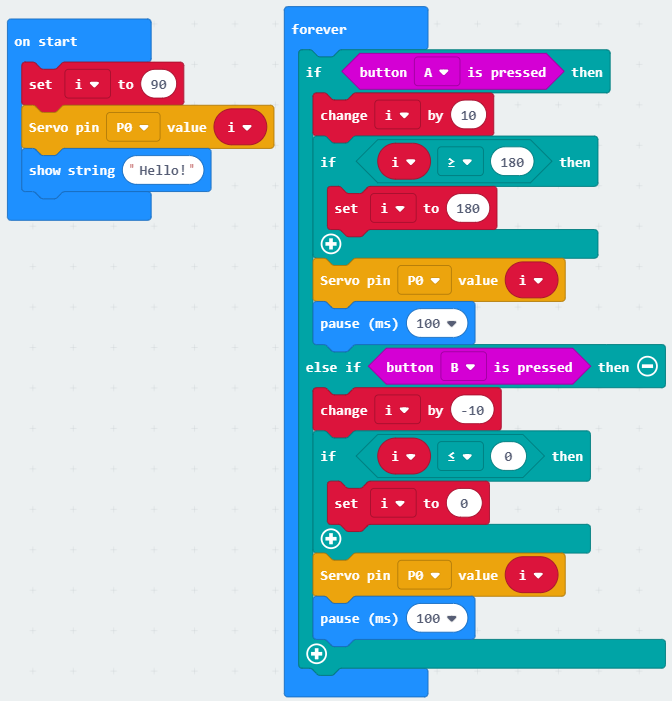 on start
set i to 90
Servo pin P0 value i
show string "Hello!"
forever
if button A is pressed then
change i by 10
if i ≥ 180 then
set i to 180
Servo pin P0 value i
pause (ms) 100
else if button B is pressed then
change i by -10
if i ≤ 0 then
set i to 0
Servo pin P0 value i
pause (ms) 100